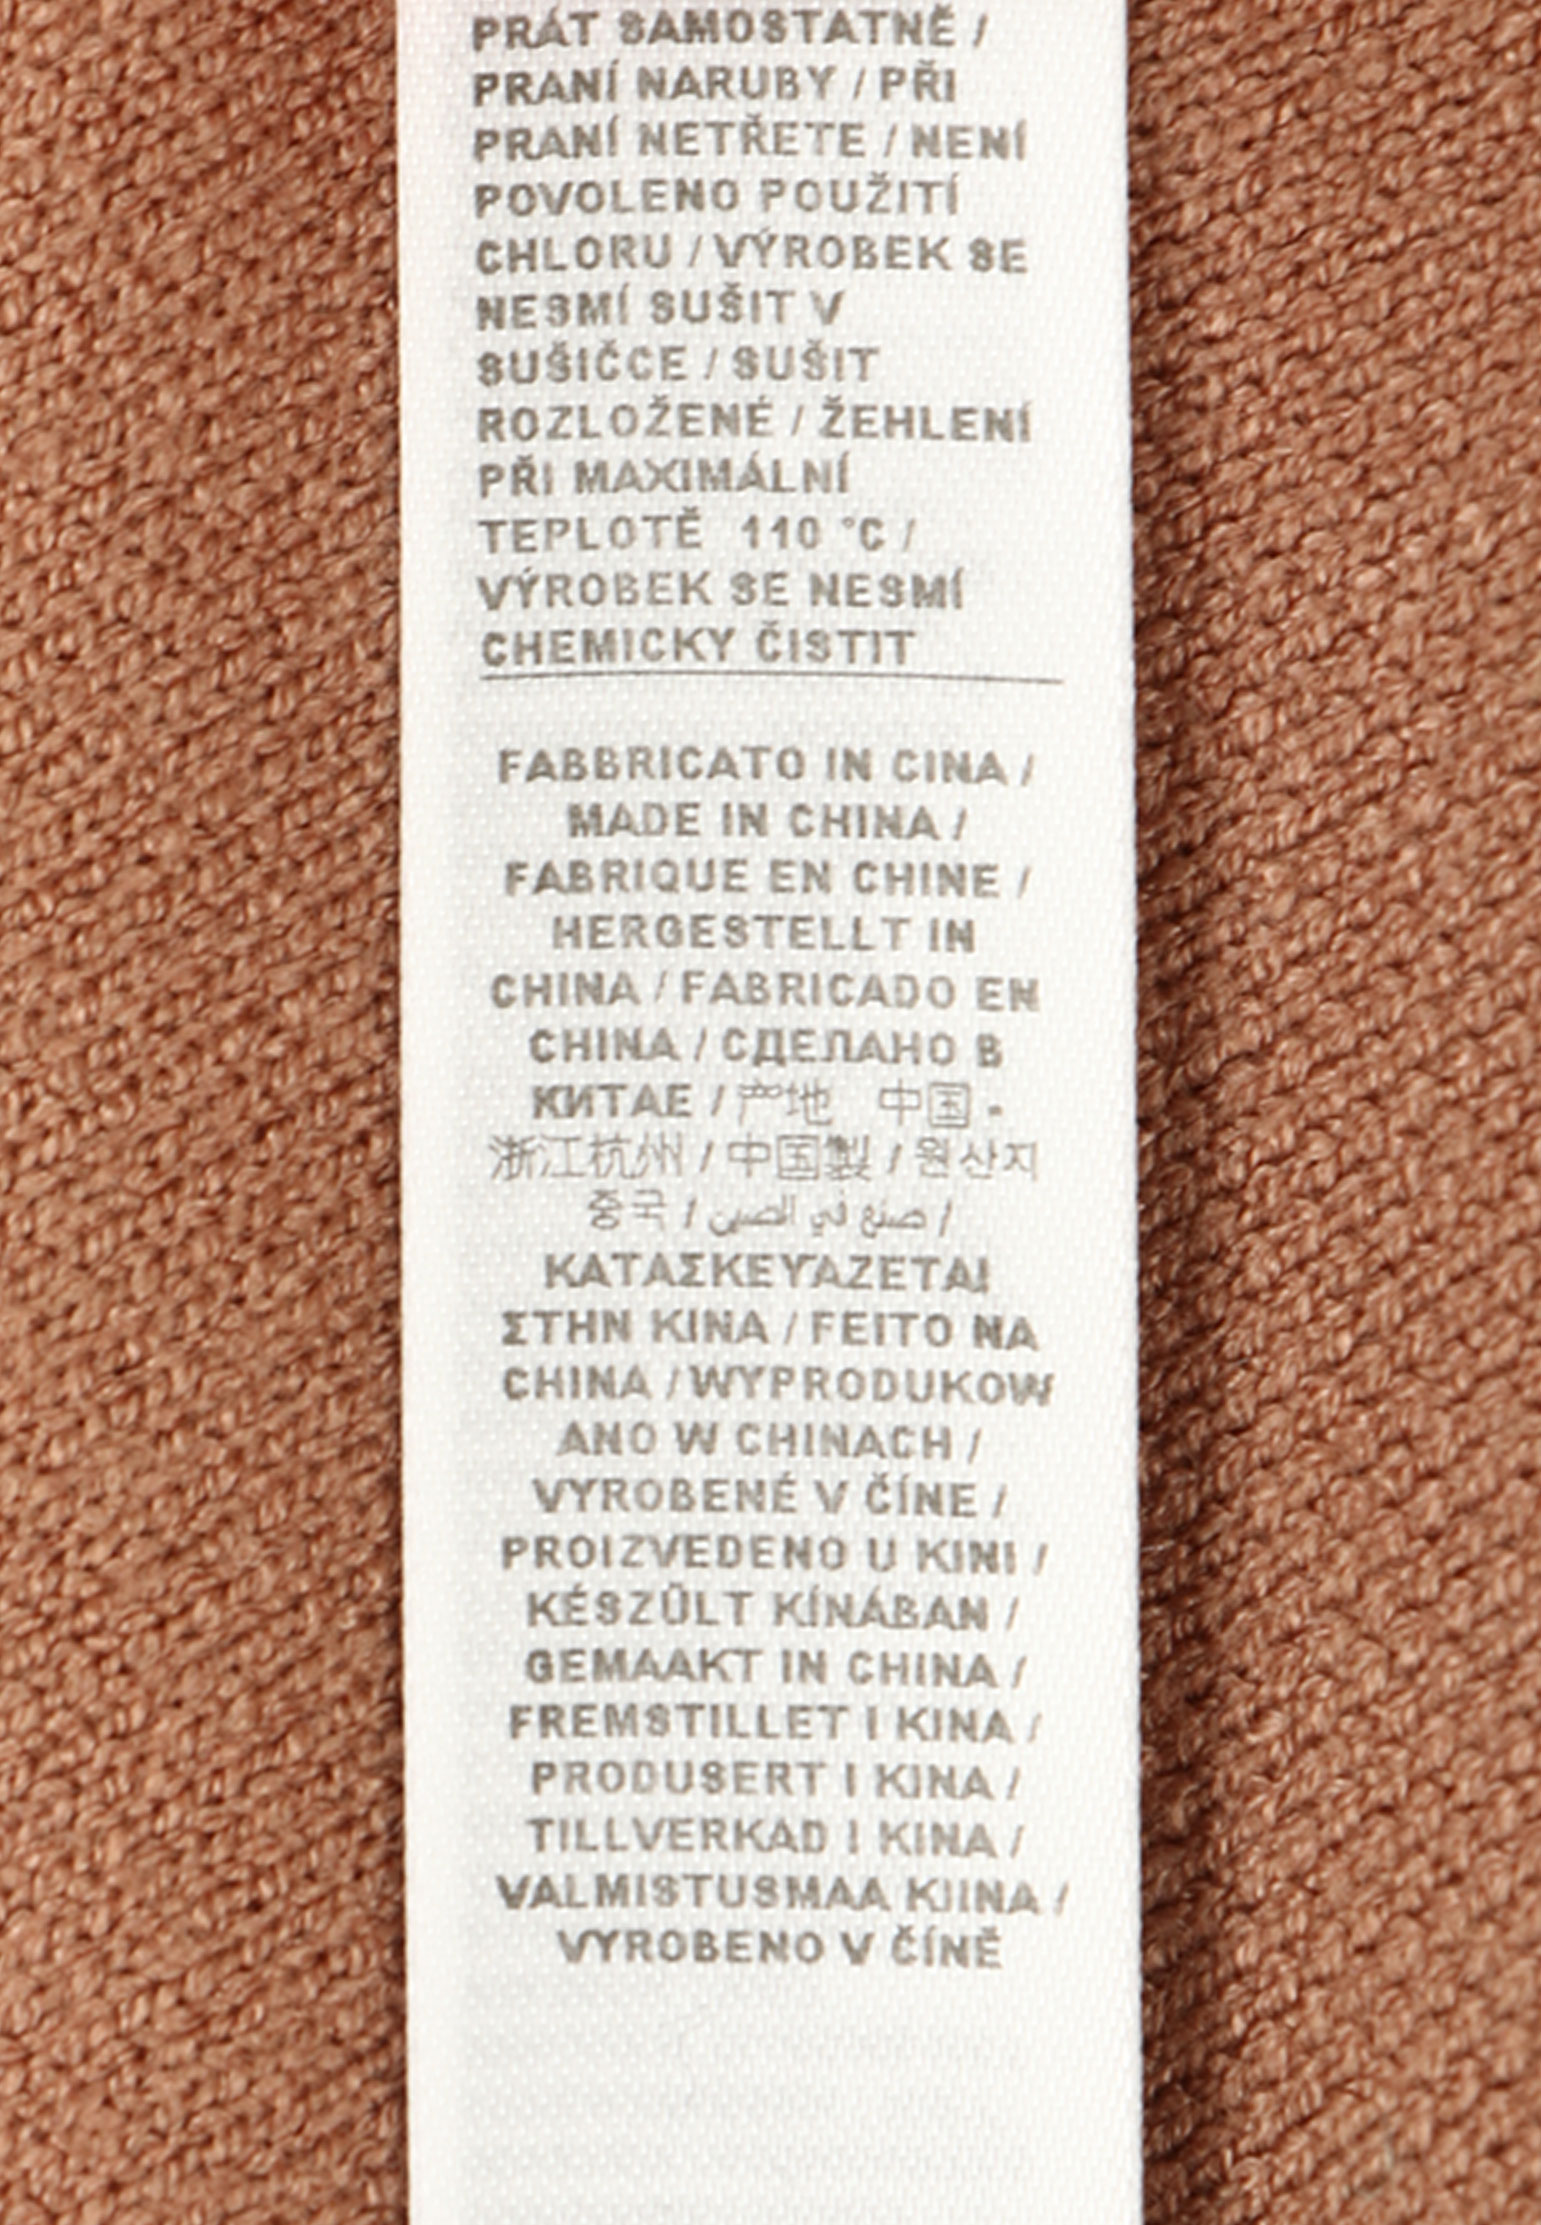 PRÁT SAMOSTATNĚ /
PRANÍ NARUBY / PŘI
PRANÍ NETŘETE / NENÍ
POVOLENO POUŽITÍ
CHLORU / VÝROBEK SE
NESMÍ SUŠIT V
SUŠIČCE / SUŠIT
ROZLOŽENÉ / ŽEHLENÍ
PŘI MAXIMÁLNÍ
TEPLOTĚ 110 °C /
VÝROBEK SE NESMÍ
CHEMICKY ČISTIT
FABBRICATO IN CINA /
MADE IN CHINA /
FABRIQUE EN CHINE /
HERGESTELLT IN
CHINA / FABRICADO EN
CHINA / СДЕЛАНО В
КИТАЕ / 产地 中国 -
浙江杭州 / 中国製 / 원산지
중국 / صنع في الصين /
ΚΑΤΑΣΚΕΥΑΖΕΤΑΙ
ΣΤΗΝ ΚΙΝΑ / FEITO NA
CHINA / WYPRODUKOW
ANO W CHINACH /
VYROBENÉ V ČÍNE /
PROIZVEDENO U KINI /
KÉSZÜLT KÍNÁBAN /
GEMAAKT IN CHINA /
FREMSTILLET I KINA /
PRODUSERT I KINA /
TILLVERKAD I KINA /
VALMISTUSMAA KIINA /
VYROBENO V ČÍNĚ